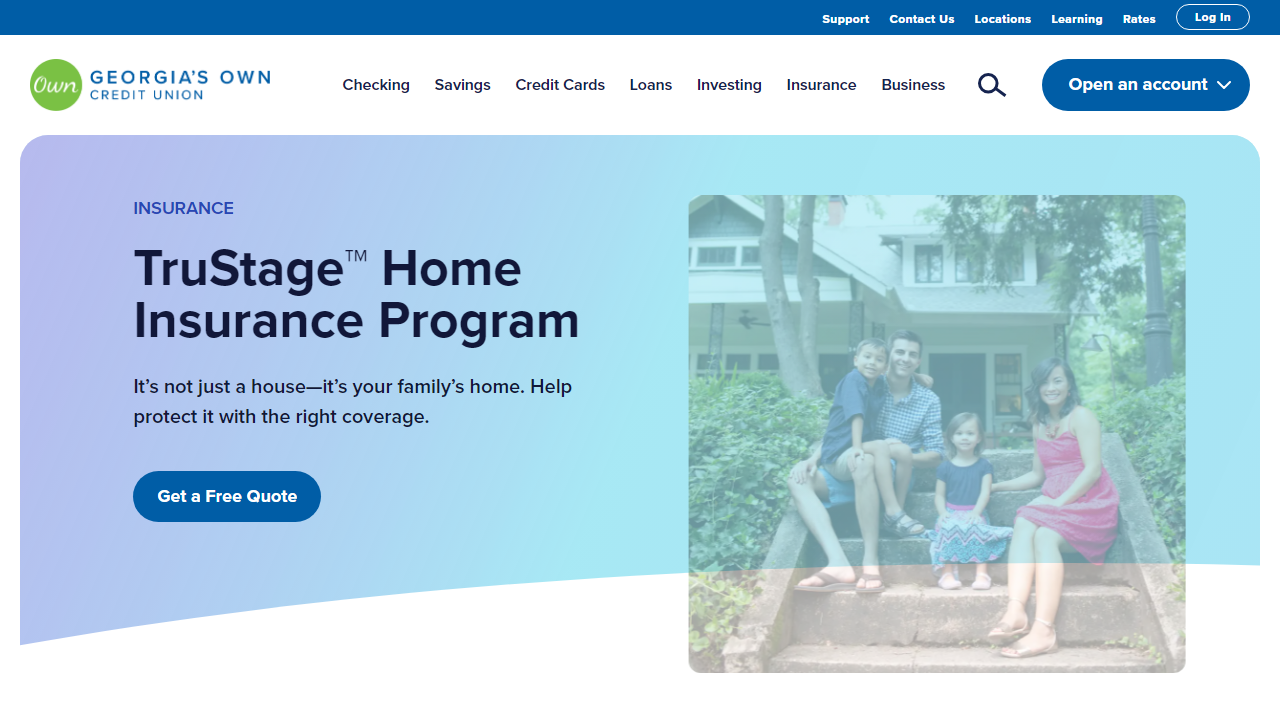 Support Contact Us Locations Learning Rates Log In
Own GEORGIA'S OWN
CREDIT UNION
Checking Savings Credit Cards Loans Investing Insurance Business Open an account
INSURANCE
TruStage™ Home
Insurance Program
It’s not just a house—it’s your family’s home. Help
protect it with the right coverage.
Get a Free Quote